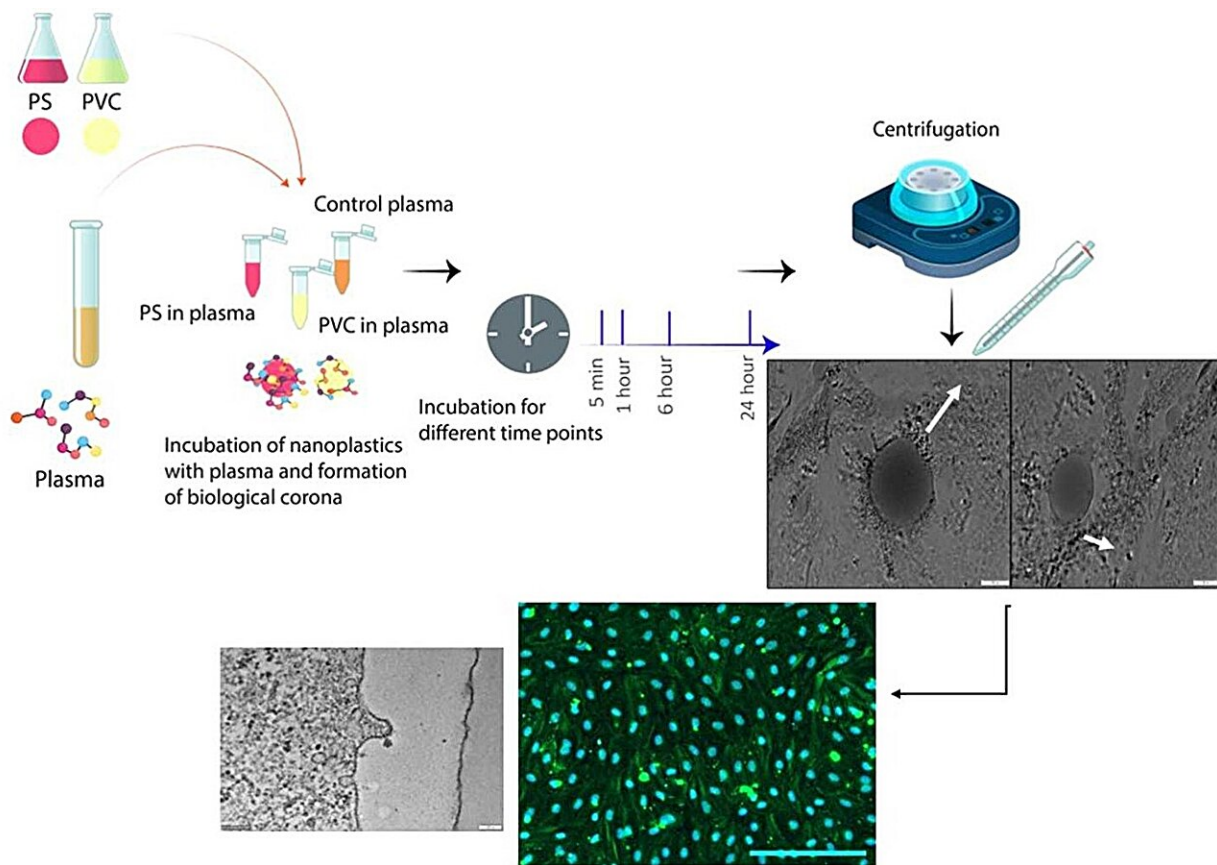 PS
PVC
Centrifugation
Control plasma
PS in plasma
PVC in plasma
Plasma
Incubation of nanoplastics
with plasma and formation
of biological corona
Incubation for
different time points
5 min
1 hour
6 hour
24 hour